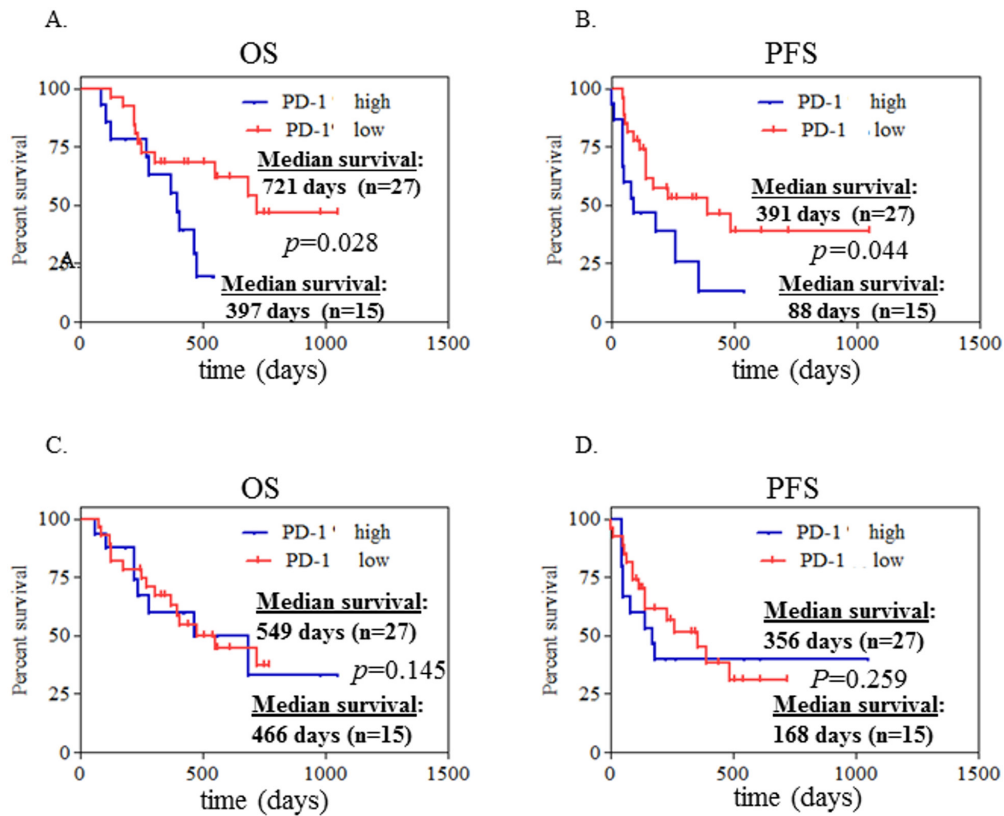 A.
OS
100
75
50
25
0
Percent survival
A.
PD-1 ' high
PD-1' low
Median survival:
721 days (n=27)
p=0.028
Median survival:
397 days (n=15)
0
500
1000
1500
time (days)
B.
PFS
100
75
50
25
0
Percent survival
PD-1 high
PD-1 low
Median survival:
391 days (n=27)
p=0.044
Median survival:
88 days (n=15)
0
500
1000
1500
time (days)
C.
OS
100
75
50
25
0
Percent survival
PD-1 ' high
PD-1 low
Median survival:
549 days (n=27)
p=0.145
Median survival:
466 days (n=15)
0
500
1000
1500
time (days)
D.
PFS
100
75
50
25
0
Percent survival
PD-1 ' high
PD-1 low
Median survival:
356 days (n=27)
P=0.259
Median survival:
168 days (n=15)
0
500
1000
1500
time (days)